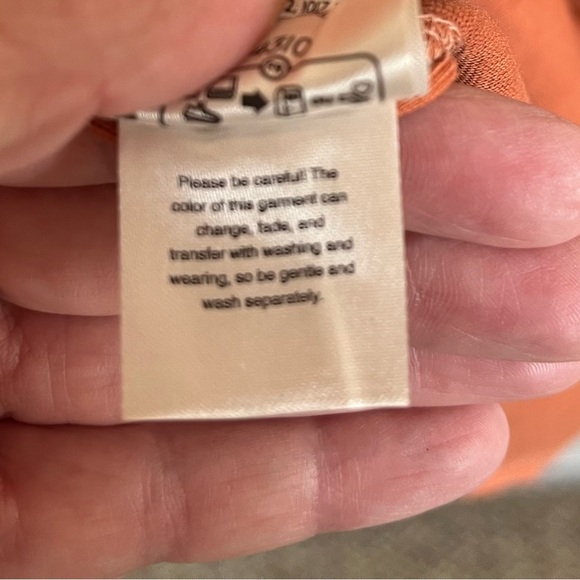 Please be careful! The
color of this garment can
change, fade, and
transfer with washing and
wearing, so be gentle and
wash separately.